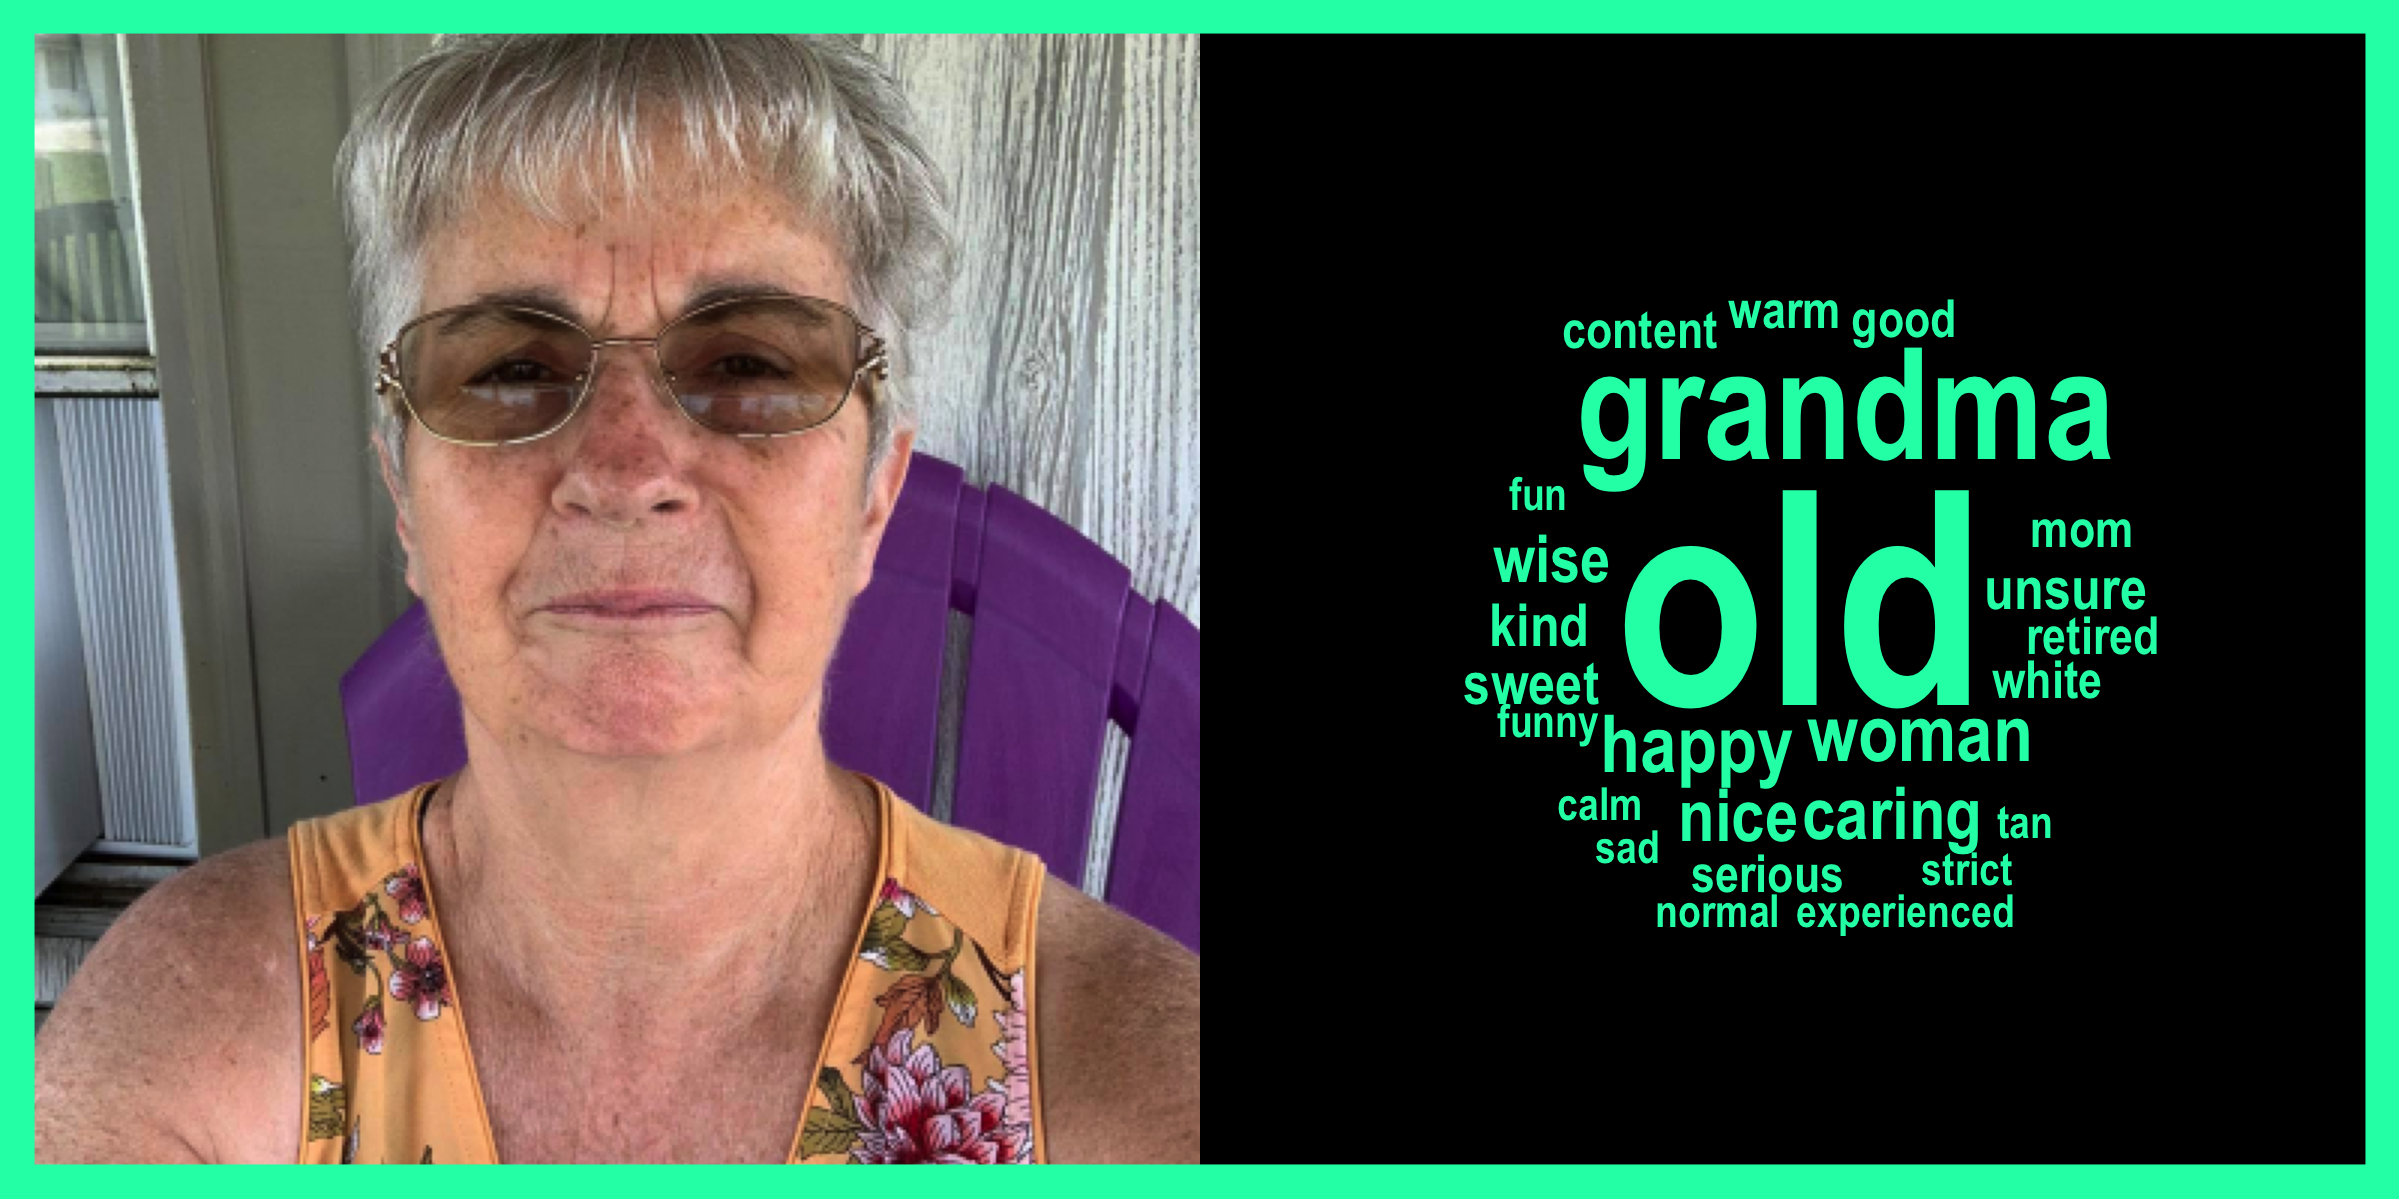 content warm good
grandma
fun
old
mom
wise
unsure
kind
retired
sweet
white
funny
happy woman
calm nice caring tan
sad
serious strict
normal experienced